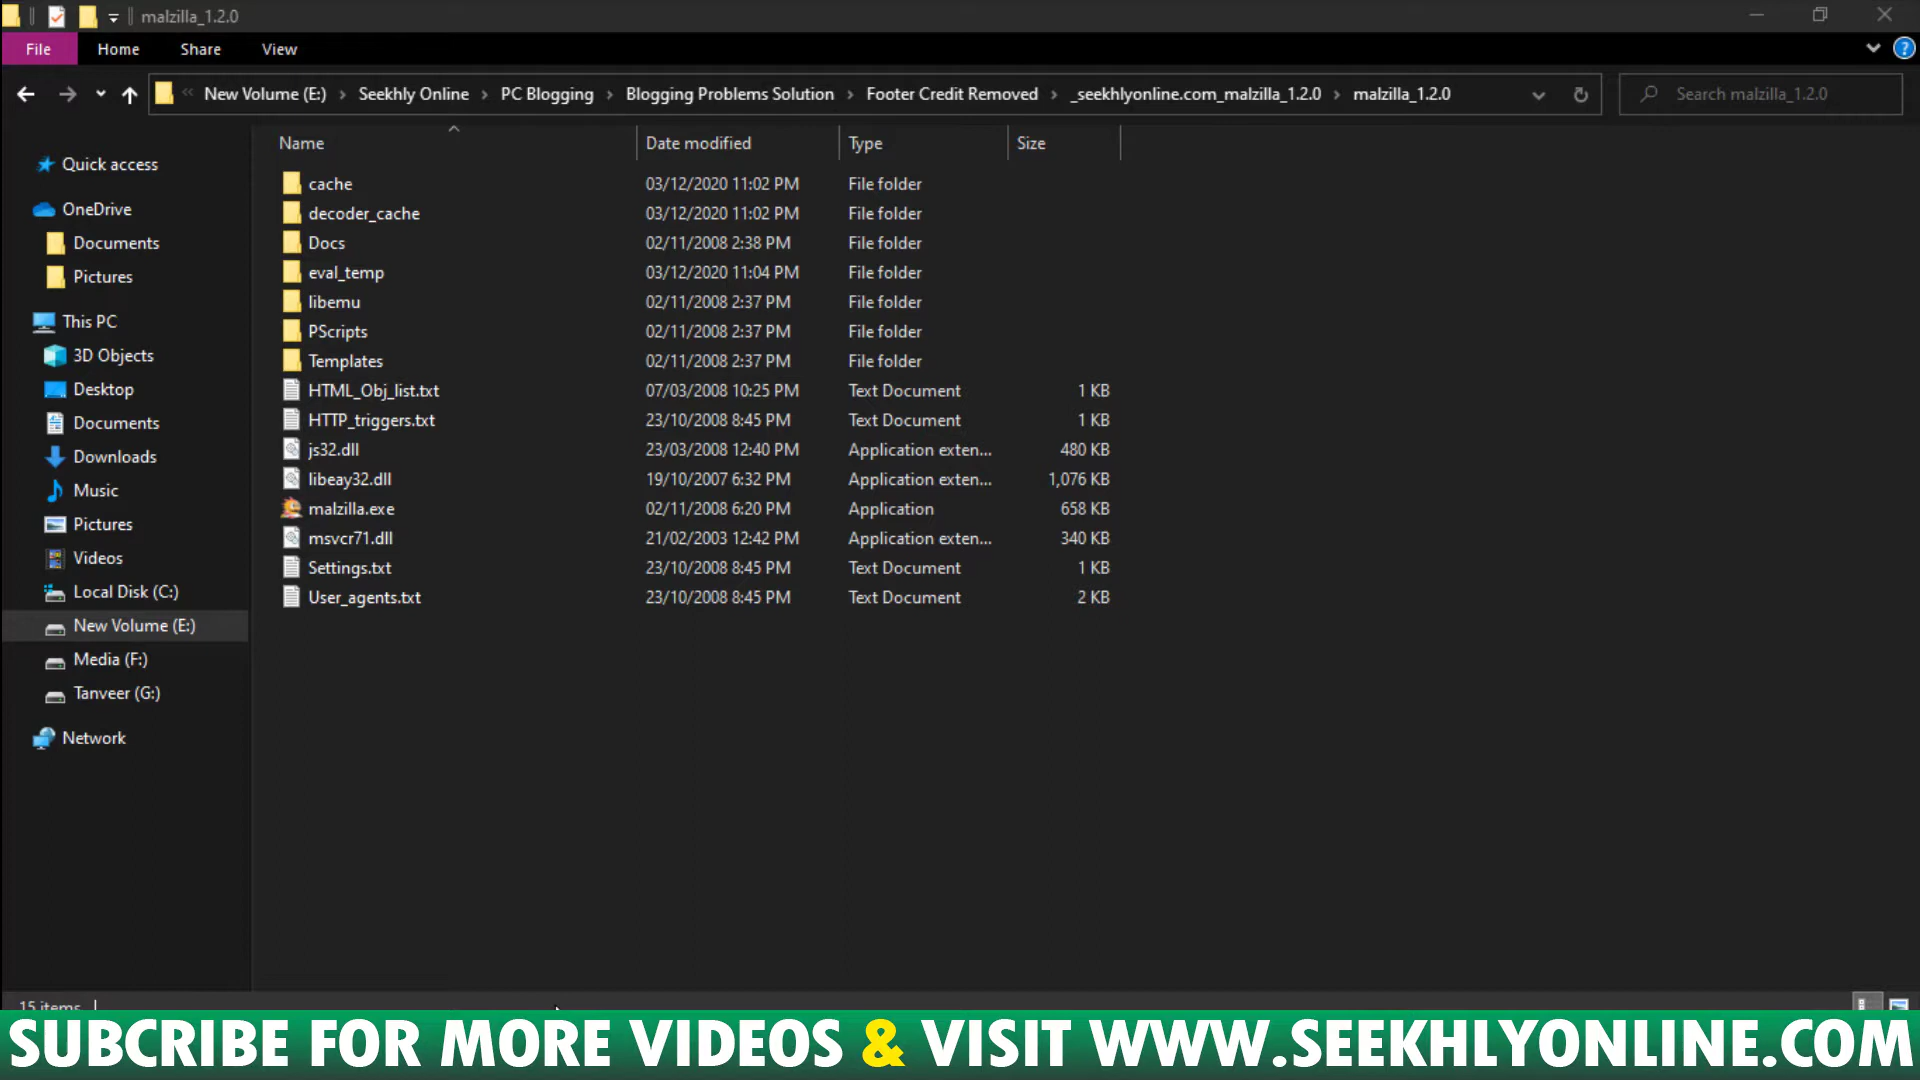 malzilla_1.2.0
File Home Share View
New Volume (E:) Seekhly Online PC Blogging Blogging Problems Solution Footer Credit Removed _seekhlyonline.com_malzilla_1.2.0 malzilla_1.2.0 Search malzilla_1.2.0
Name Date modified Type Size
Quick access
OneDrive
Documents
Pictures
This PC
3D Objects
Desktop
Documents
Downloads
Music
Pictures
Videos
Local Disk (C:)
New Volume (E:)
Media (F:)
Tanveer (G:)
Network
cache 03/12/2020 11:02 PM File folder
decoder_cache 03/12/2020 11:02 PM File folder
Docs 02/11/2008 2:38 PM File folder
eval_temp 03/12/2020 11:04 PM File folder
libemu 02/11/2008 2:37 PM File folder
PScripts 02/11/2008 2:37 PM File folder
Templates 02/11/2008 2:37 PM File folder
HTML_Obj_list.txt 07/03/2008 10:25 PM Text Document 1 KB
HTTP_triggers.txt 23/10/2008 8:45 PM Text Document 1 KB
js32.dll 23/03/2008 12:40 PM Application exten... 480 KB
libeay32.dll 19/10/2007 6:32 PM Application exten... 1,076 KB
malzilla.exe 02/11/2008 6:20 PM Application 658 KB
msvcr71.dll 21/02/2003 12:42 PM Application exten... 340 KB
Settings.txt 23/10/2008 8:45 PM Text Document 1 KB
User_agents.txt 23/10/2008 8:45 PM Text Document 2 KB
15 items
SUBCRIBE FOR MORE VIDEOS & VISIT WWW.SEEKHLYONLINE.COM